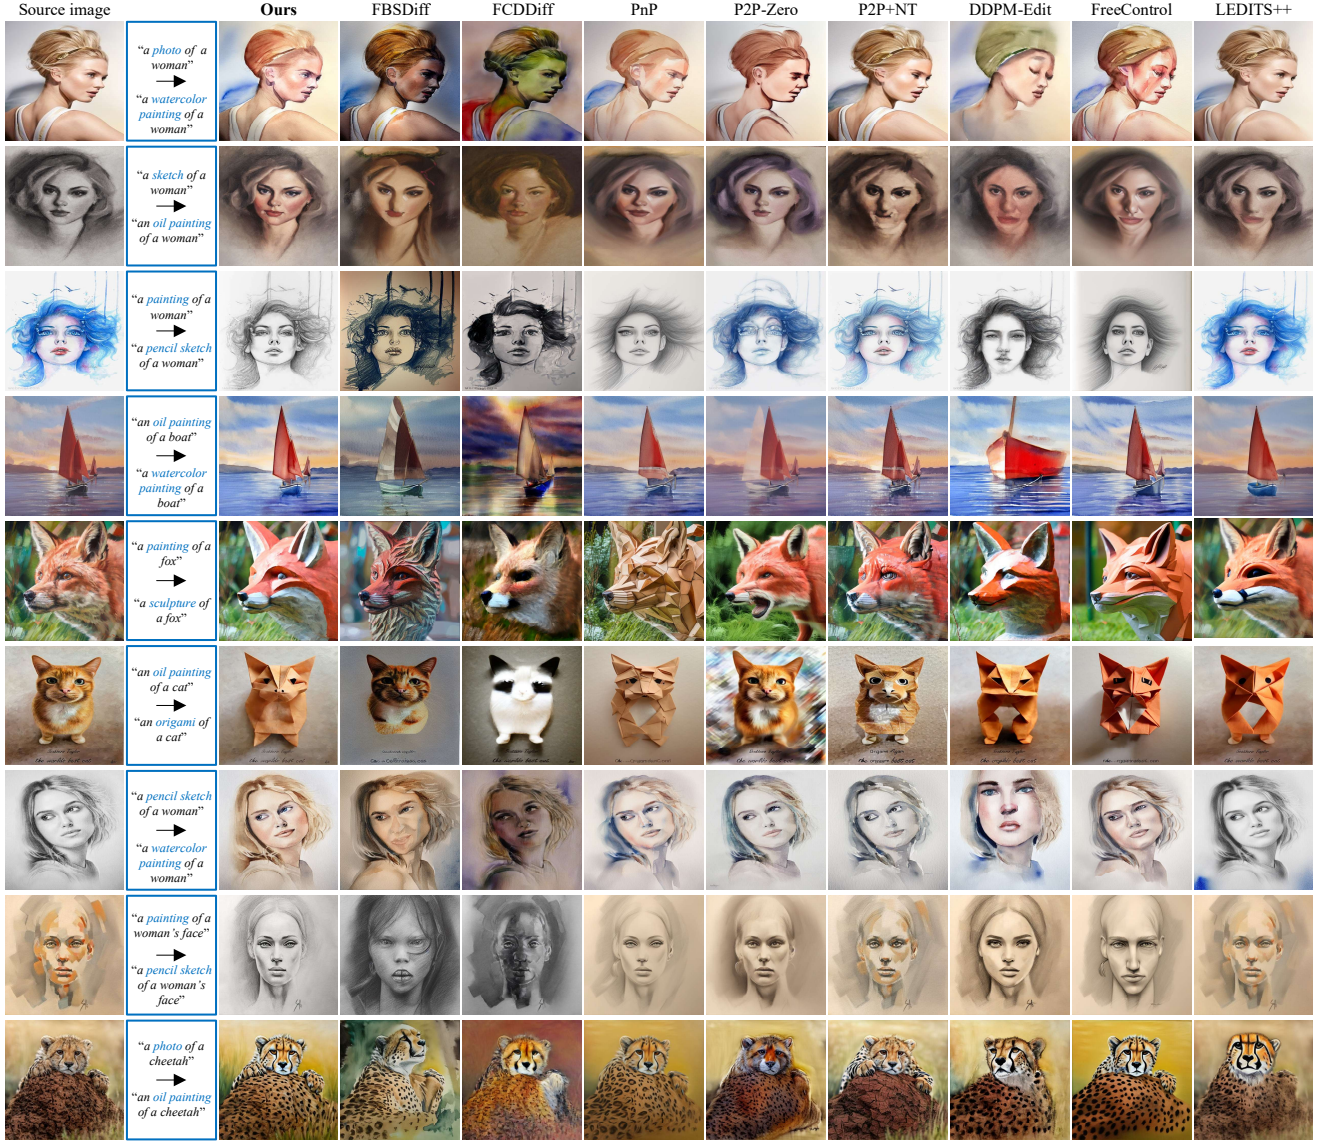 Source image
Ours
FBSDiff
FCDDiff
PnP
P2P-Zero
P2P+NT
DDPM-Edit
FreeControl
LEDITS++
“a photo of a
woman”
“a watercolor
painting of a
woman”
“a sketch of a
woman”
“an oil painting
of a woman”
“a painting of a
woman”
“a pencil sketch
of a woman”
“an oil painting
of a boat”
“a watercolor
painting of a
boat”
“a painting of a
fox”
“a sculpture of
a fox”
“an oil painting
of a cat”
“an origami of
a cat”
“a pencil sketch
of a woman”
“a watercolor
painting of a
woman”
“a painting of a
woman’s face”
“a pencil sketch
of a woman’s
face”
“a photo of a
cheetah”
“an oil painting
of a cheetah”